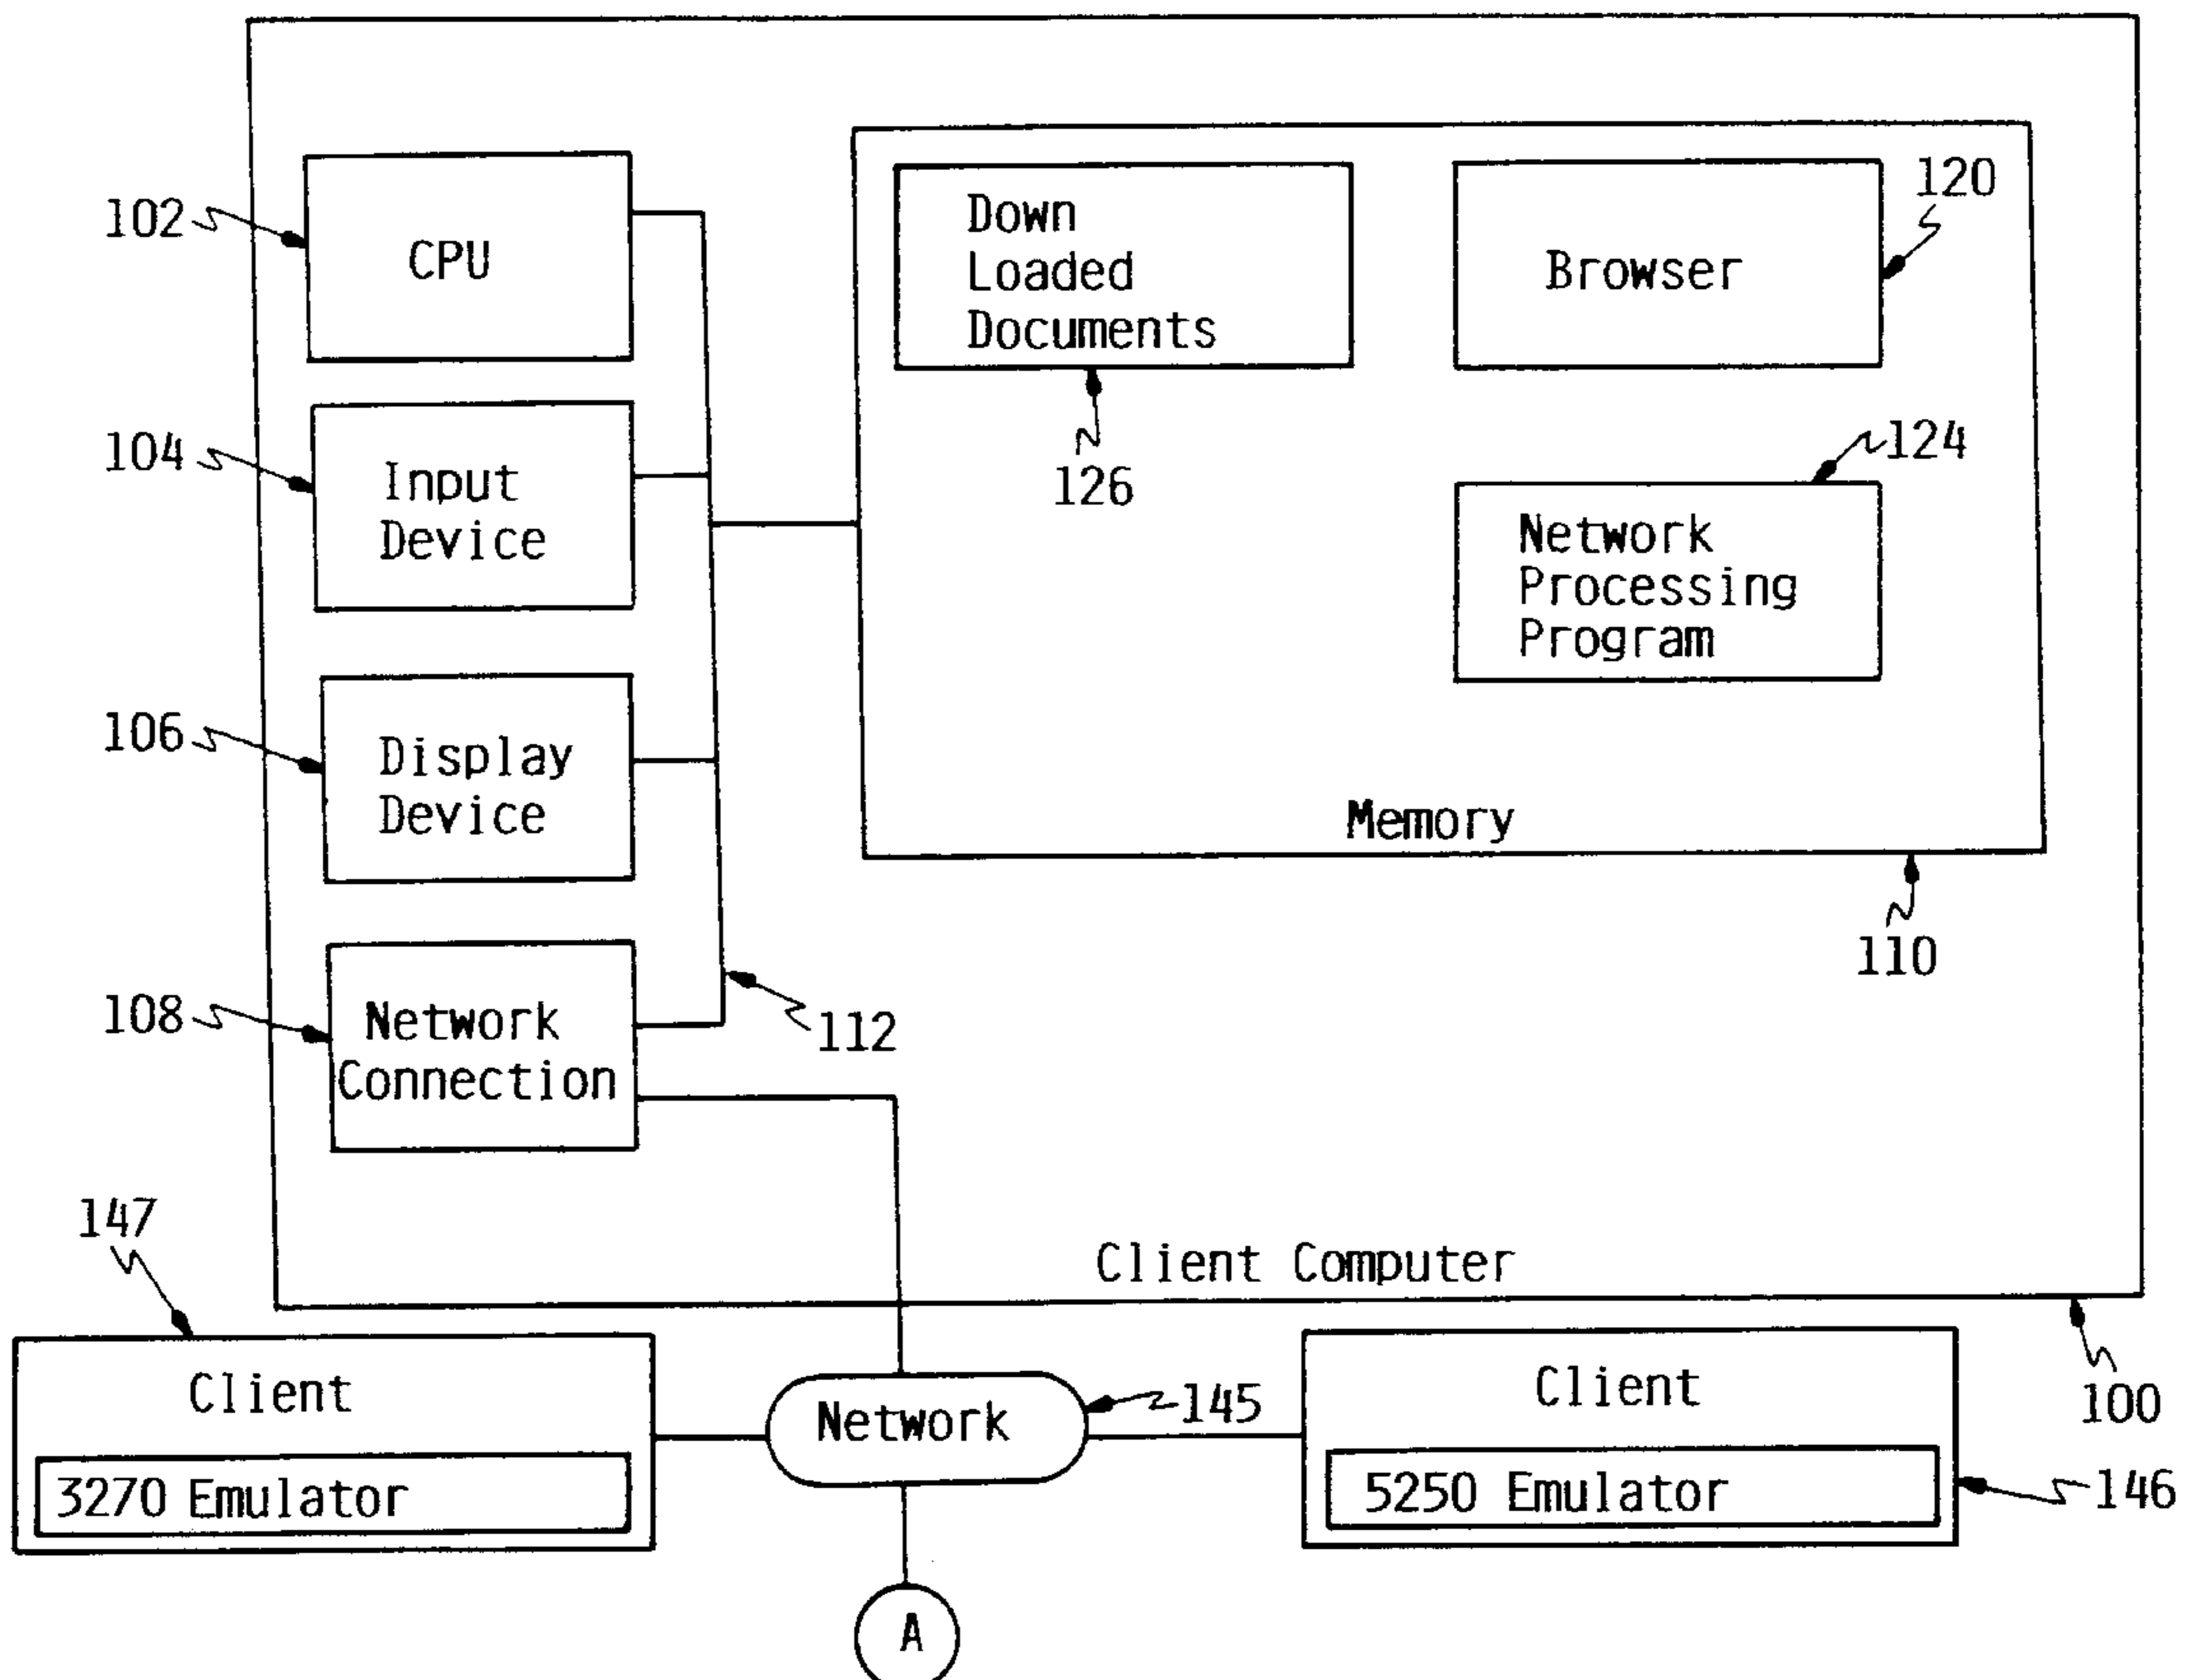 102
CPU
Down
Loaded
Documents
126
Browser
120
104
Input
Device
124
Network
Processing
Program
106
Display
Device
Memory
110
108
Network
Connection
112
Client Computer
100
147
Client
3270 Emulator
Network
145
Client
5250 Emulator
146
A